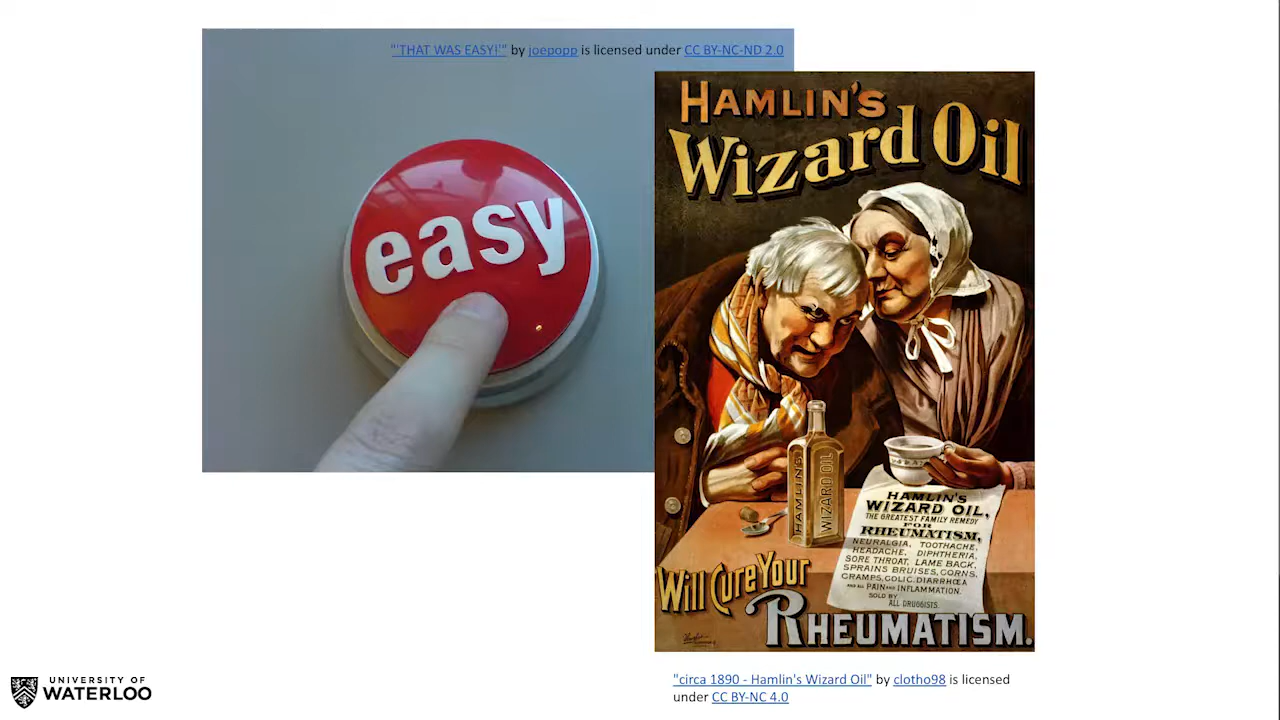 "'THAT WAS EASY!'" by joepopp is licensed under CC BY-NC-ND 2.0
easy
HAMLIN'S
Wizard Oil
HAMLIN'S
WIZARD OIL
HAMLIN'S
WIZARD OIL,
THE GREATEST FAMILY REMEDY
FOR
RHEUMATISM,
NEURALGIA, TOOTHACHE,
HEADACHE, DIPHTHERIA,
SORE THROAT, LAME BACK,
SPRAINS BRUISES, CORNS,
CRAMPS, COLIC, DIARRHŒA
AND ALL PAIN AND INFLAMMATION.
SOLD BY
ALL DRUGGISTS.
Will Cure Your
RHEUMATISM.
"circa 1890 - Hamlin's Wizard Oil" by clotho98 is licensed
under CC BY-NC 4.0
UNIVERSITY OF
WATERLOO